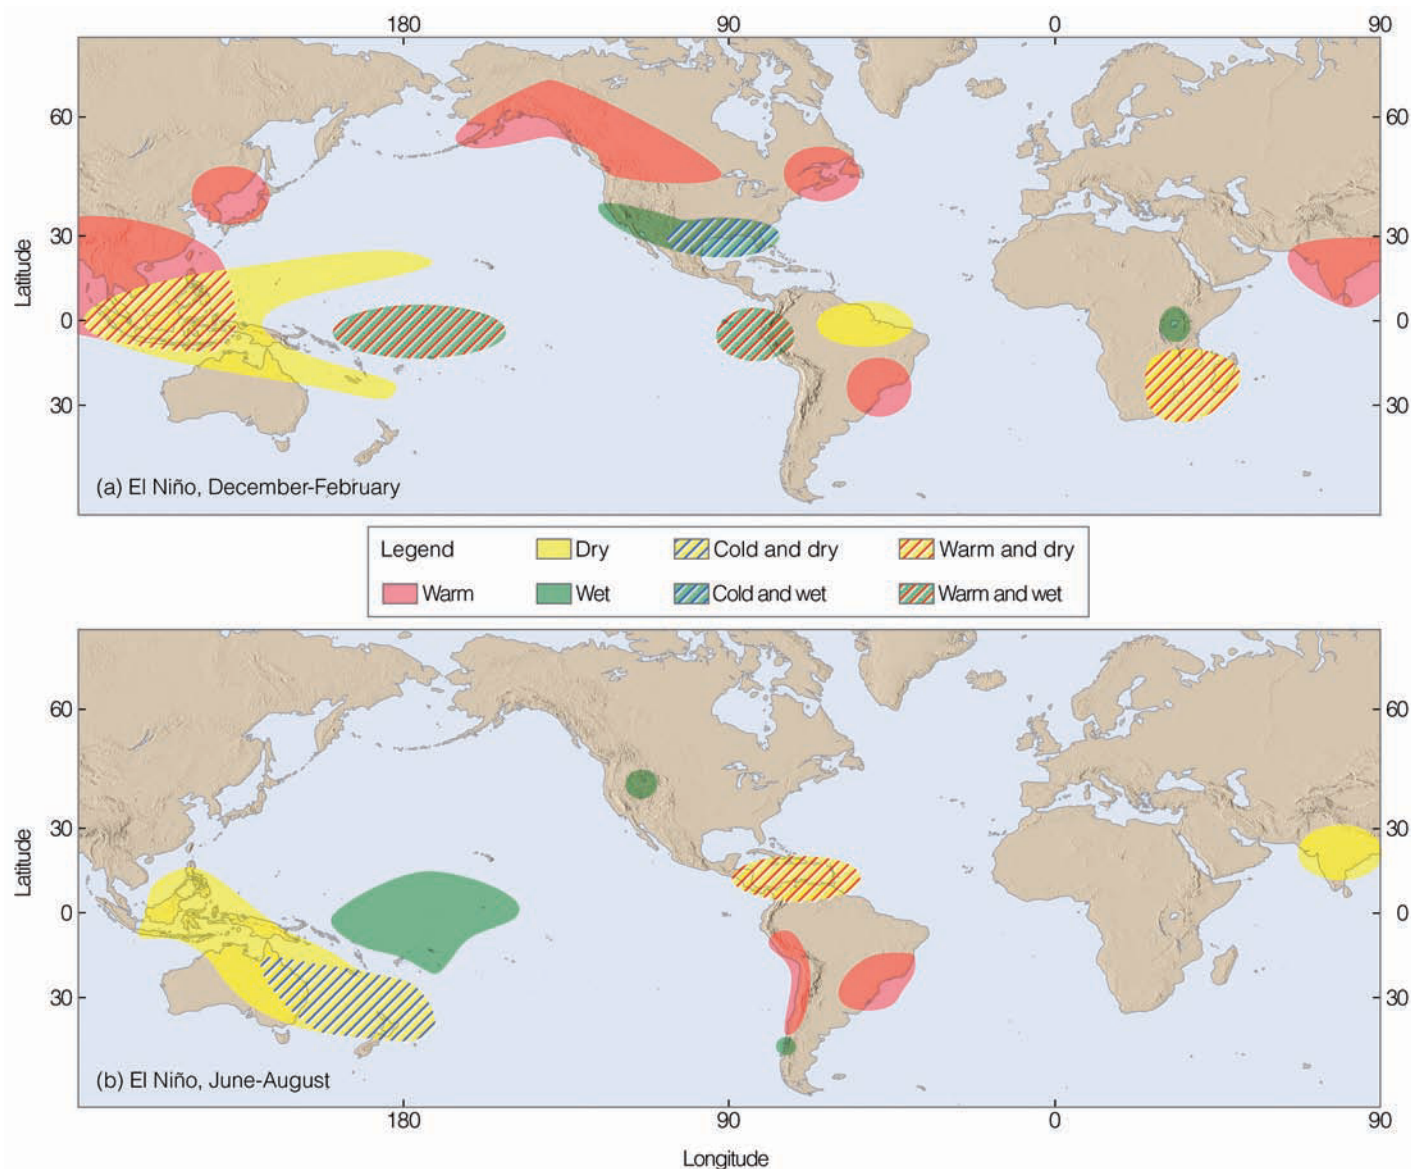 180 90 0 90
60 60
30 30
Latitude
0 0
30 30
(a) El Niño, December-February
Legend Dry Cold and dry Warm and dry
Warm Wet Cold and wet Warm and wet
60 60
30 30
Latitude
0 0
30 30
(b) El Niño, June-August
180 90 0 90
Longitude